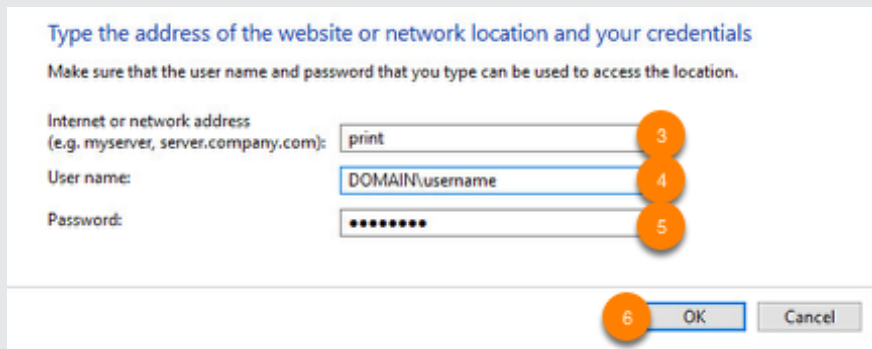 Type the address of the website or network location and your credentials
Make sure that the user name and password that you type can be used to access the location.
Internet or network address
(e.g. myserver, server.company.com): print 3
User name: DOMAIN\username 4
Password: •••••••• 5
6 OK Cancel